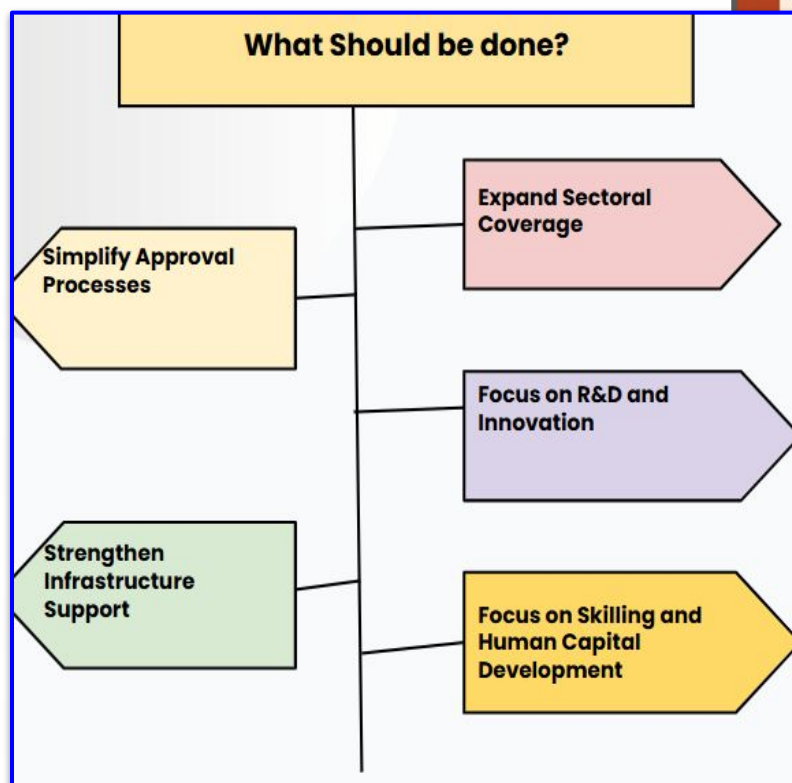 What Should be done?
Expand Sectoral
Coverage
Simplify Approval
Processes
Focus on R&D and
Innovation
Strengthen
Infrastructure
Support
Focus on Skilling and
Human Capital
Development